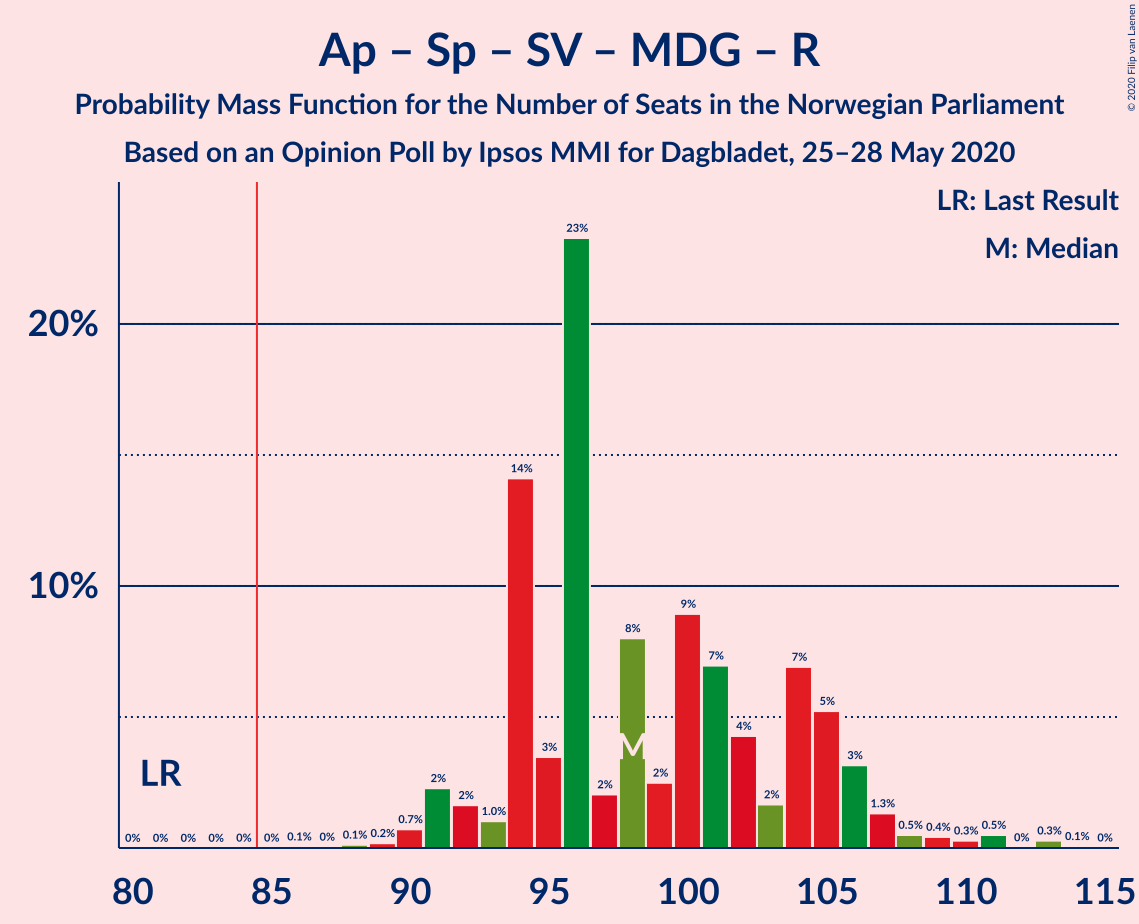 Ap – Sp – SV – MDG – R
Probability Mass Function for the Number of Seats in the Norwegian Parliament
Based on an Opinion Poll by Ipsos MMI for Dagbladet, 25–28 May 2020
© 2020 Filip van Laenen
LR: Last Result
M: Median
20%
10%
LR
M
0% 0% 0% 0% 0% 0% 0.1% 0% 0.1% 0.2% 0.7% 2% 2% 1.0% 14% 3% 23% 2% 8% 2% 9% 7% 4% 2% 7% 5% 3% 1.3% 0.5% 0.4% 0.3% 0.5% 0% 0.3% 0.1% 0%
80 85 90 95 100 105 110 115